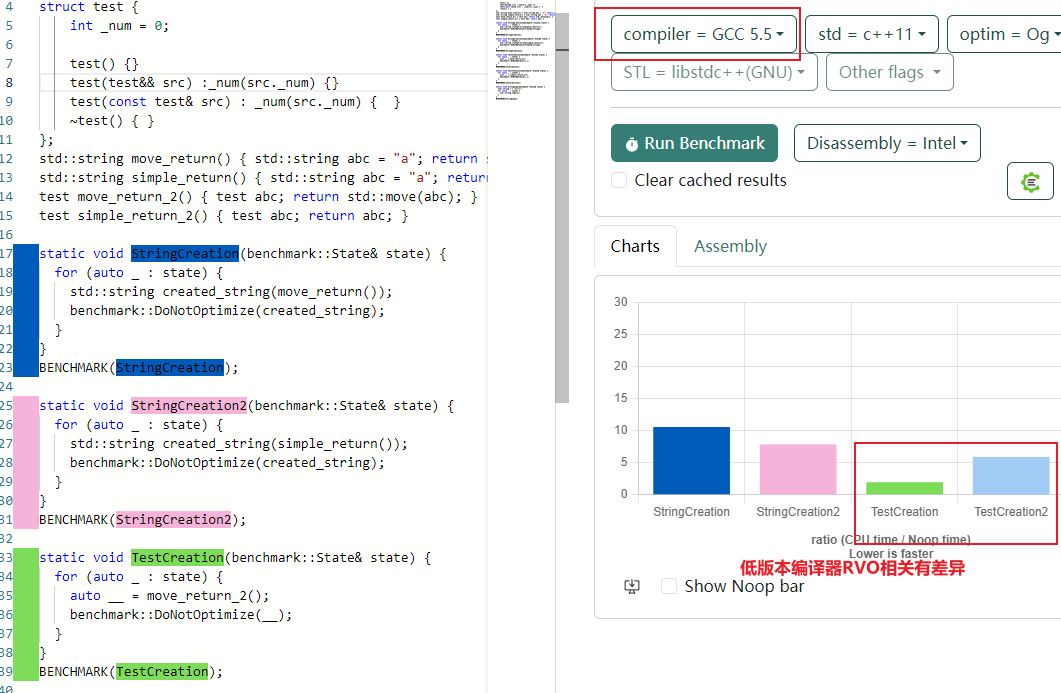 4 struct test {
5 int _num = 0;
6
7 test() {}
8 test(test&& src) :_num(src._num) {}
9 test(const test& src) : _num(src._num) {  }
10 ~test() { }
11 };
12 std::string move_return() { std::string abc = "a"; return
13 std::string simple_return() { std::string abc = "a"; retur
14 test move_return_2() { test abc; return std::move(abc); }
15 test simple_return_2() { test abc; return abc; }
16
17 static void StringCreation(benchmark::State& state) {
18 for (auto _ : state) {
19 std::string created_string(move_return());
20 benchmark::DoNotOptimize(created_string);
21 }
22 }
23 BENCHMARK(StringCreation);
24
25 static void StringCreation2(benchmark::State& state) {
26 for (auto _ : state) {
27 std::string created_string(simple_return());
28 benchmark::DoNotOptimize(created_string);
29 }
30 }
31 BENCHMARK(StringCreation2);
32
33 static void TestCreation(benchmark::State& state) {
34 for (auto _ : state) {
35 auto __ = move_return_2();
36 benchmark::DoNotOptimize(__);
37 }
38 }
39 BENCHMARK(TestCreation);
40
compiler = GCC 5.5
std = c++11
optim = Og
STL = libstdc++(GNU)
Other flags
Run Benchmark
Disassembly = Intel
Clear cached results
Charts
Assembly
30
25
20
15
10
5
0
StringCreation
StringCreation2
TestCreation
TestCreation2
ratio (CPU time / Noop time)
Lower is faster
低版本编译器RVO相关有差异
Show Noop bar